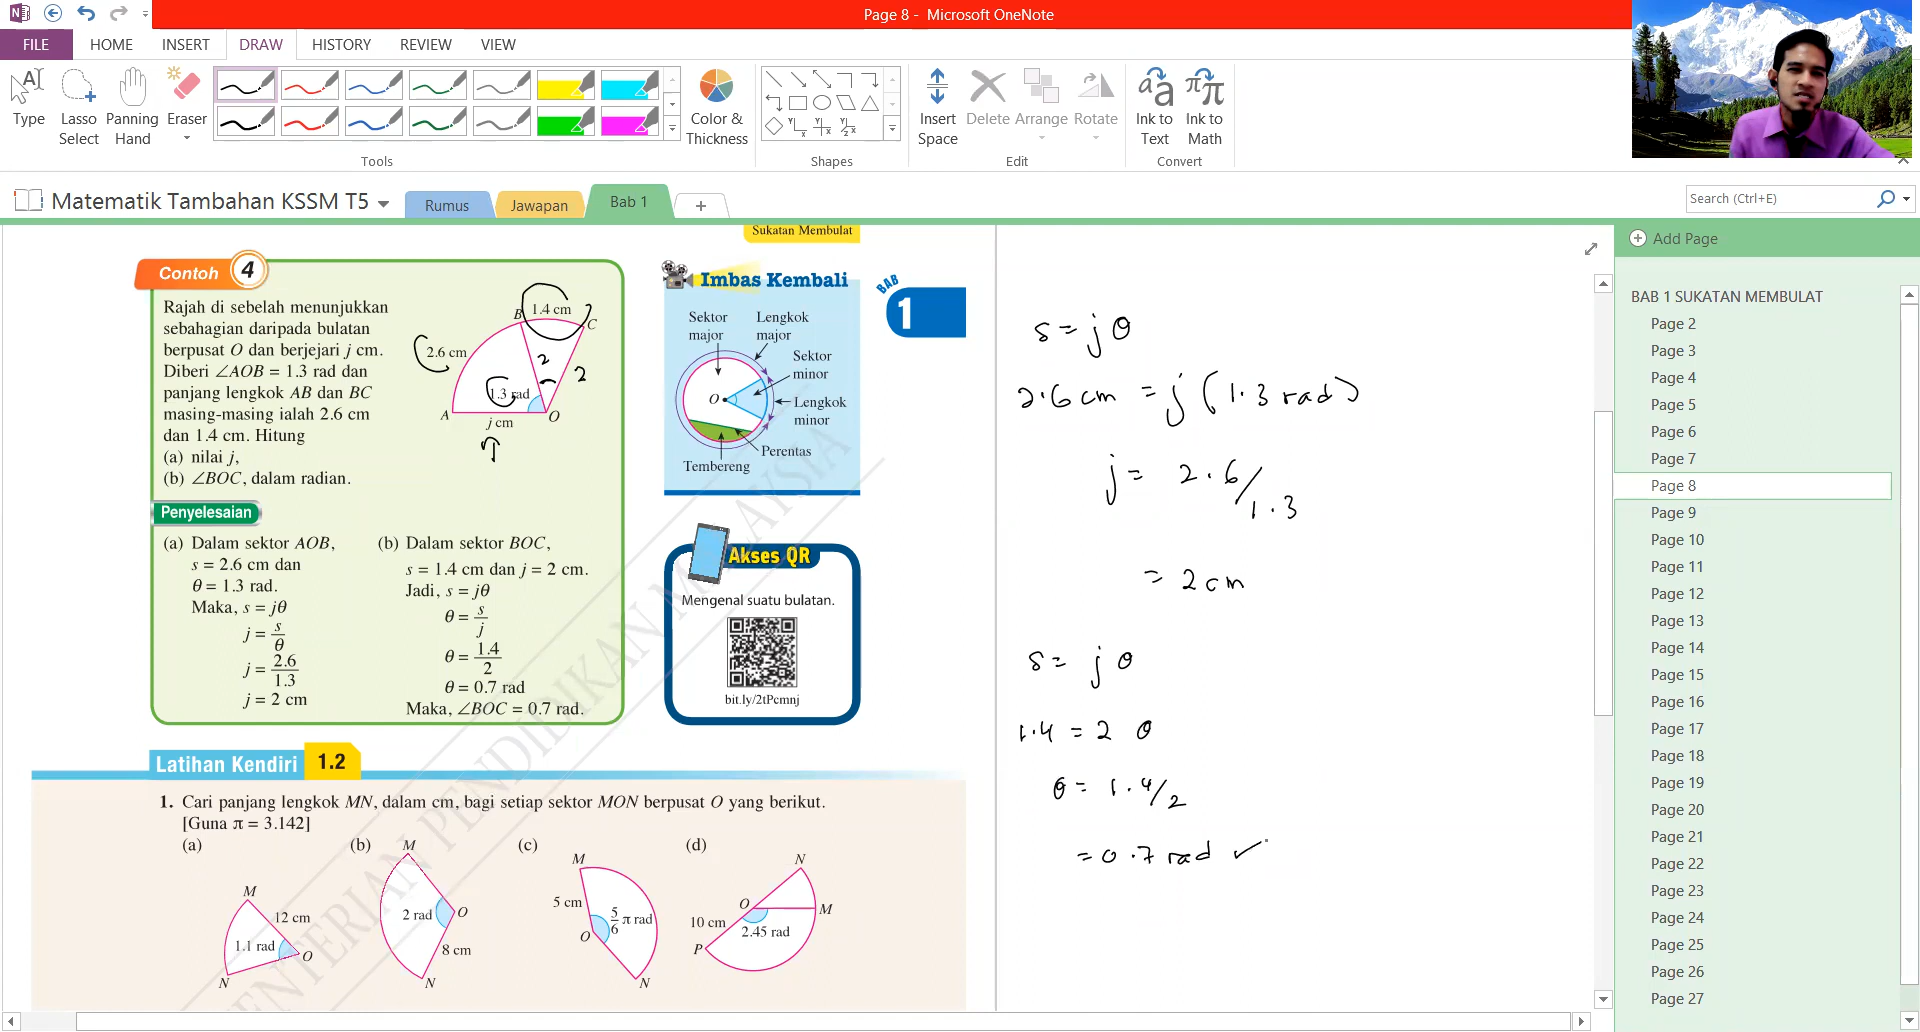 Page 8 - Microsoft OneNote
FILE HOME INSERT DRAW HISTORY REVIEW VIEW
Type
Lasso Select
Panning Hand
Eraser
Color & Thickness
Insert Space
Delete
Arrange
Rotate
Ink to Text
Ink to Math
Tools
Shapes
Edit
Convert
Matematik Tambahan KSSM T5
Rumus
Jawapan
Bab 1
Search (Ctrl+E)
Sukatan Membulat
Contoh 4
Rajah di sebelah menunjukkan
sebahagian daripada bulatan
berpusat O dan berjejari j cm.
Diberi ∠AOB = 1.3 rad dan
panjang lengkok AB dan BC
masing-masing ialah 2.6 cm
dan 1.4 cm. Hitung
(a) nilai j,
(b) ∠BOC, dalam radian.
1.4 cm
B
C
2.6 cm
2
2
1.3 rad
A
j cm
O
Penyelesaian
(a) Dalam sektor AOB,
s = 2.6 cm dan
θ = 1.3 rad.
Maka, s = jθ
j = s/θ
j = 2.6/1.3
j = 2 cm
(b) Dalam sektor BOC,
s = 1.4 cm dan j = 2 cm.
Jadi, s = jθ
θ = s/j
θ = 1.4/2
θ = 0.7 rad
Maka, ∠BOC = 0.7 rad.
Imbas Kembali
Sektor major
Lengkok major
Sektor minor
O
Lengkok minor
Perentas
Tembereng
BAB 1
Akses QR
Mengenal suatu bulatan.
bit.ly/2tPcmnj
Latihan Kendiri 1.2
1. Cari panjang lengkok MN, dalam cm, bagi setiap sektor MON berpusat O yang berikut.
[Guna π = 3.142]
(a)
M
12 cm
1.1 rad
O
N
(b)
M
2 rad
O
8 cm
N
(c)
M
5 cm
5/6 π rad
O
N
(d)
N
O
M
10 cm
2.45 rad
P
KEMENTERIAN PENDIDIKAN MALAYSIA
s = j θ
2.6 cm = j (1.3 rad)
j = 2.6/1.3
= 2 cm
s = j θ
1.4 = 2 θ
θ = 1.4/2
= 0.7 rad ✓
Add Page
BAB 1 SUKATAN MEMBULAT
Page 2
Page 3
Page 4
Page 5
Page 6
Page 7
Page 8
Page 9
Page 10
Page 11
Page 12
Page 13
Page 14
Page 15
Page 16
Page 17
Page 18
Page 19
Page 20
Page 21
Page 22
Page 23
Page 24
Page 25
Page 26
Page 27